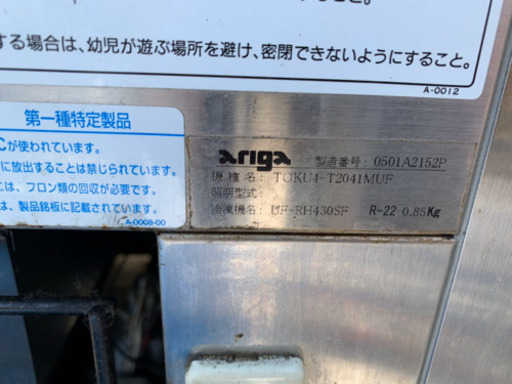 すること。
する場合は、幼児が遊ぶ場所を避け、密閉できないようにすること。
A-0012
第一種特定製品
Cが使われています。
に放出することは禁じられています。
には、フロン類の回収が必要です。
は、製品銘板に記載されています。
A-0008-00
ariga
製造番号: 0501A2152P
機種名: TOKU4-T2041MUF
照明型式:
冷凍機名: UF-RH430SF R-22 0.85Kg